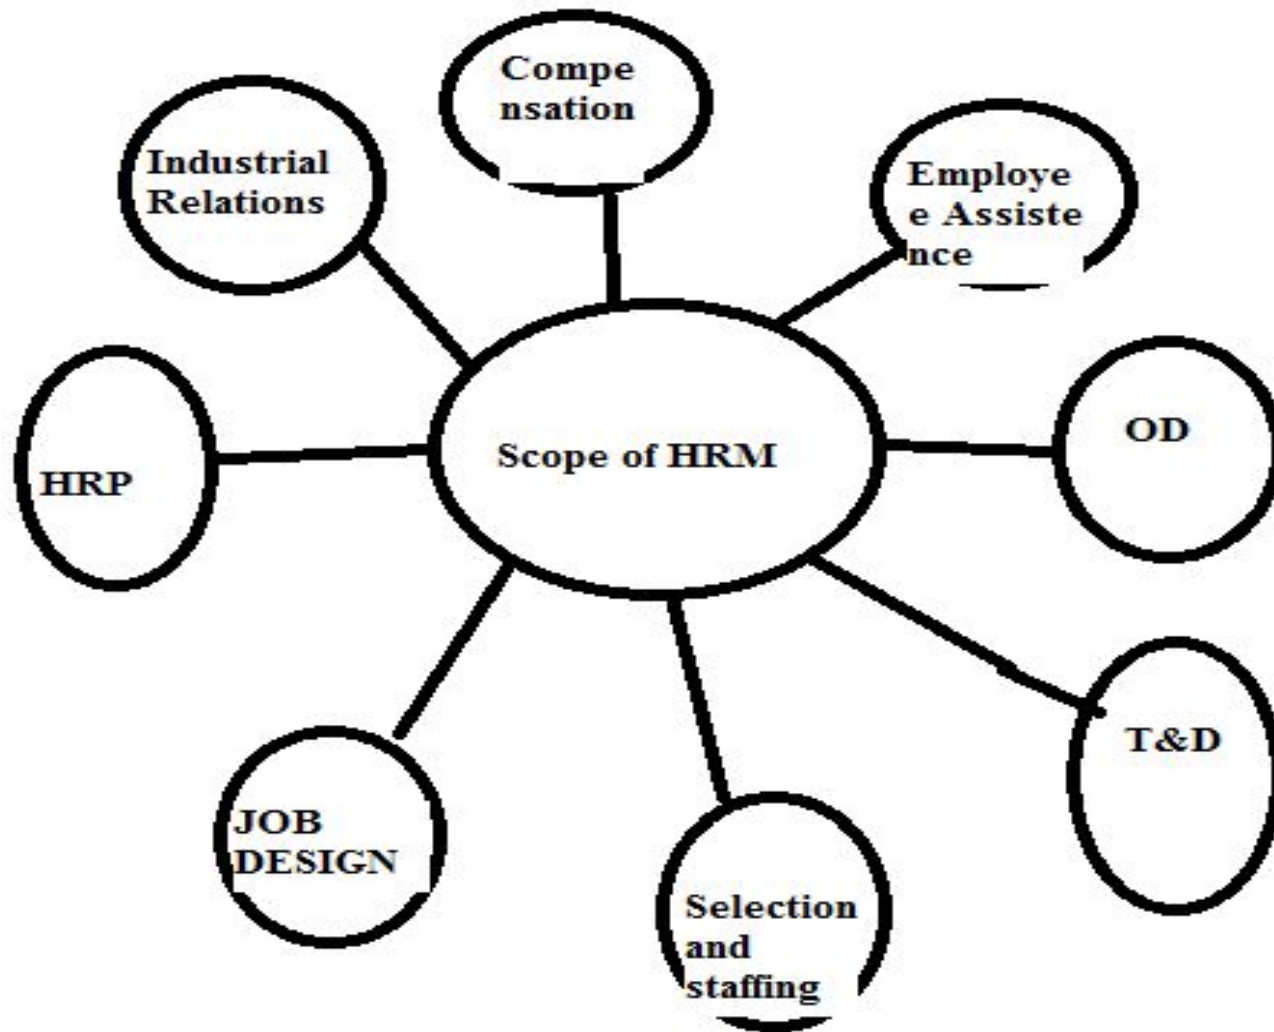 Compe
nsation
Industrial
Relations
Employe
e Assiste
nce
OD
Scope of HRM
HRP
T&D
JOB
DESIGN
Selection
and
staffing